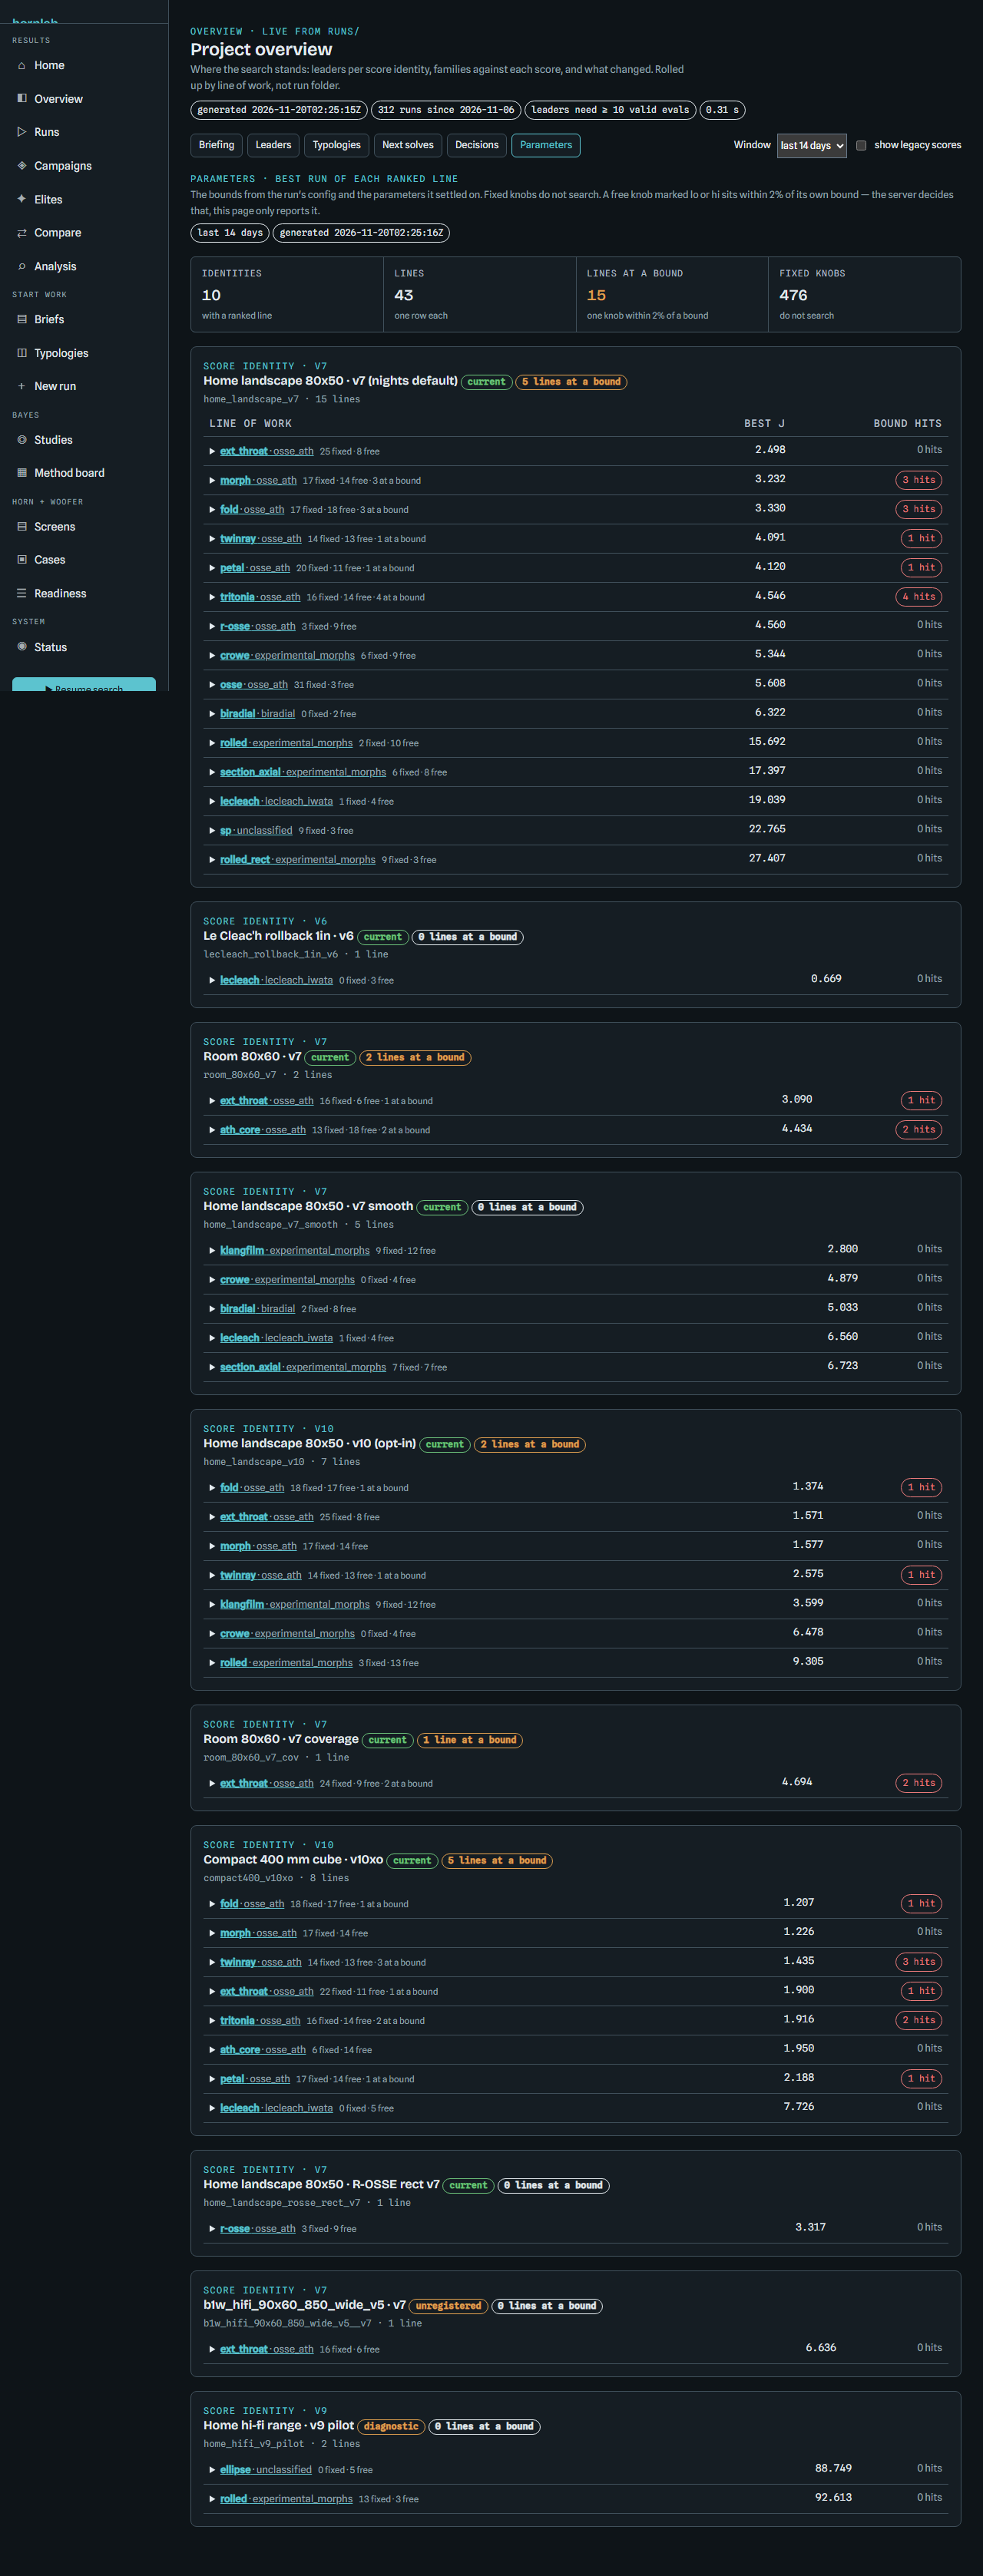 RESULTS
⌂ Home
Overview
Runs
Campaigns
Elites
Compare
Analysis
START WORK
Briefs
Typologies
+ New run
BAYES
Studies
Method board
HORN + WOOFER
Screens
Cases
Readiness
SYSTEM
Status
▶ Resume search
OVERVIEW · LIVE FROM RUNS/
Project overview
Where the search stands: leaders per score identity, families against each score, and what changed. Rolled
up by line of work, not run folder.
generated 2026-11-20T02:25:15Z 312 runs since 2026-11-06 leaders need ≥ 10 valid evals 0.31 s
Briefing Leaders Typologies Next solves Decisions Parameters Window last 14 days show legacy scores
PARAMETERS · BEST RUN OF EACH RANKED LINE
The bounds from the run's config and the parameters it settled on. Fixed knobs do not search. A free knob marked lo or hi sits within 2% of its own bound — the server decides
that, this page only reports it.
last 14 days generated 2026-11-20T02:25:16Z
IDENTITIES LINES LINES AT A BOUND FIXED KNOBS
10 43 15 476
with a ranked line one row each one knob within 2% of a bound do not search
SCORE IDENTITY · V7
Home landscape 80x50 · v7 (nights default) current 5 lines at a bound
home_landscape_v7 · 15 lines
LINE OF WORK BEST J BOUND HITS
▶ ext_throat · osse_ath 25 fixed · 8 free 2.498 0 hits
▶ morph · osse_ath 17 fixed · 14 free · 3 at a bound 3.232 3 hits
▶ fold · osse_ath 17 fixed · 18 free · 3 at a bound 3.330 3 hits
▶ twinray · osse_ath 14 fixed · 13 free · 1 at a bound 4.091 1 hit
▶ petal · osse_ath 20 fixed · 11 free · 1 at a bound 4.120 1 hit
▶ tritonia · osse_ath 16 fixed · 14 free · 4 at a bound 4.546 4 hits
▶ r-osse · osse_ath 3 fixed · 9 free 4.560 0 hits
▶ crowe · experimental_morphs 6 fixed · 9 free 5.344 0 hits
▶ osse · osse_ath 31 fixed · 3 free 5.608 0 hits
▶ biradial · biradial 0 fixed · 2 free 6.322 0 hits
▶ rolled · experimental_morphs 2 fixed · 10 free 15.692 0 hits
▶ section_axial · experimental_morphs 6 fixed · 8 free 17.397 0 hits
▶ lecleach · lecleach_iwata 1 fixed · 4 free 19.039 0 hits
▶ sp · unclassified 9 fixed · 3 free 22.765 0 hits
▶ rolled_rect · experimental_morphs 9 fixed · 3 free 27.407 0 hits
SCORE IDENTITY · V6
Le Cleac'h rollback 1in · v6 current 0 lines at a bound
lecleach_rollback_1in_v6 · 1 line
▶ lecleach · lecleach_iwata 0 fixed · 3 free 0.669 0 hits
SCORE IDENTITY · V7
Room 80x60 · v7 current 2 lines at a bound
room_80x60_v7 · 2 lines
▶ ext_throat · osse_ath 16 fixed · 6 free · 1 at a bound 3.090 1 hit
▶ ath_core · osse_ath 13 fixed · 18 free · 2 at a bound 4.434 2 hits
SCORE IDENTITY · V7
Home landscape 80x50 · v7 smooth current 0 lines at a bound
home_landscape_v7_smooth · 5 lines
▶ klangfilm · experimental_morphs 9 fixed · 12 free 2.800 0 hits
▶ crowe · experimental_morphs 0 fixed · 4 free 4.879 0 hits
▶ biradial · biradial 2 fixed · 8 free 5.033 0 hits
▶ lecleach · lecleach_iwata 1 fixed · 4 free 6.560 0 hits
▶ section_axial · experimental_morphs 7 fixed · 7 free 6.723 0 hits
SCORE IDENTITY · V10
Home landscape 80x50 · v10 (opt-in) current 2 lines at a bound
home_landscape_v10 · 7 lines
▶ fold · osse_ath 18 fixed · 17 free · 1 at a bound 1.374 1 hit
▶ ext_throat · osse_ath 25 fixed · 8 free 1.571 0 hits
▶ morph · osse_ath 17 fixed · 14 free 1.577 0 hits
▶ twinray · osse_ath 14 fixed · 13 free · 1 at a bound 2.575 1 hit
▶ klangfilm · experimental_morphs 9 fixed · 12 free 3.599 0 hits
▶ crowe · experimental_morphs 0 fixed · 4 free 6.478 0 hits
▶ rolled · experimental_morphs 3 fixed · 13 free 9.305 0 hits
SCORE IDENTITY · V7
Room 80x60 · v7 coverage current 1 line at a bound
room_80x60_v7_cov · 1 line
▶ ext_throat · osse_ath 24 fixed · 9 free · 2 at a bound 4.694 2 hits
SCORE IDENTITY · V10
Compact 400 mm cube · v10xo current 5 lines at a bound
compact400_v10xo · 8 lines
▶ fold · osse_ath 18 fixed · 17 free · 1 at a bound 1.207 1 hit
▶ morph · osse_ath 17 fixed · 14 free 1.226 0 hits
▶ twinray · osse_ath 14 fixed · 13 free · 3 at a bound 1.435 3 hits
▶ ext_throat · osse_ath 22 fixed · 11 free · 1 at a bound 1.900 1 hit
▶ tritonia · osse_ath 16 fixed · 14 free · 2 at a bound 1.916 2 hits
▶ ath_core · osse_ath 6 fixed · 14 free 1.950 0 hits
▶ petal · osse_ath 17 fixed · 14 free · 1 at a bound 2.188 1 hit
▶ lecleach · lecleach_iwata 0 fixed · 5 free 7.726 0 hits
SCORE IDENTITY · V7
Home landscape 80x50 · R-OSSE rect v7 current 0 lines at a bound
home_landscape_rosse_rect_v7 · 1 line
▶ r-osse · osse_ath 3 fixed · 9 free 3.317 0 hits
SCORE IDENTITY · V7
b1w_hifi_90x60_850_wide_v5 · v7 unregistered 0 lines at a bound
b1w_hifi_90x60_850_wide_v5__v7 · 1 line
▶ ext_throat · osse_ath 16 fixed · 6 free 6.636 0 hits
SCORE IDENTITY · V9
Home hi-fi range · v9 pilot diagnostic 0 lines at a bound
home_hifi_v9_pilot · 2 lines
▶ ellipse · unclassified 0 fixed · 5 free 88.749 0 hits
▶ rolled · experimental_morphs 13 fixed · 3 free 92.613 0 hits